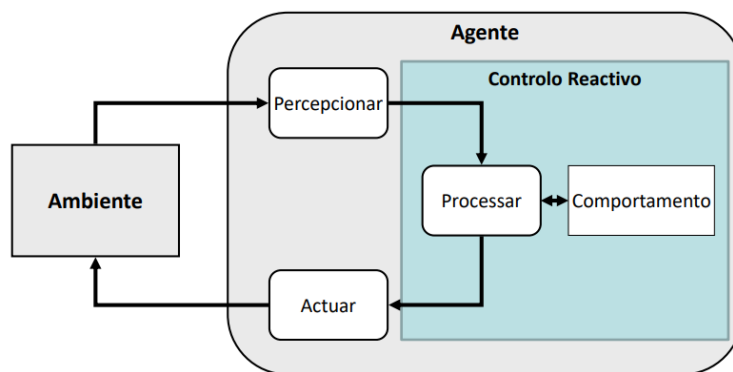 Agente
Controlo Reactivo
Percepcionar
Ambiente
Processar
Comportamento
Actuar